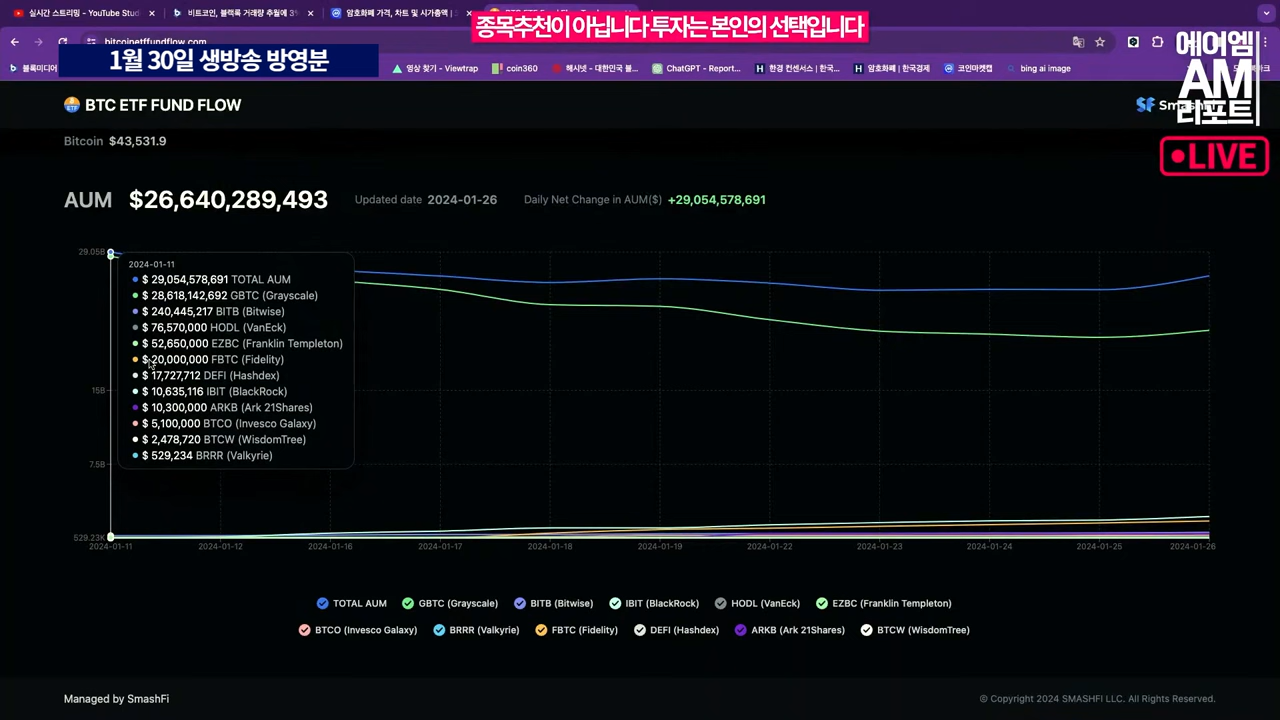 실시간 스트리밍 - YouTube Stud
비트코인, 블랙록 거래량 추월에 3%
암호화폐 가격, 차트 및 시가총액 |
종목추천이 아닙니다 투자는 본인의 선택입니다
bitcoinetffundflow.com
1월 30일 생방송 방영분
블록미디어
영상 찾기 - Viewtrap
coin360
해시넷 - 대한민국 블...
ChatGPT - Report...
한경 컨센서스 | 한국...
암호화폐 | 한국경제
코인마켓캡
bing ai image
에어엠
AM
리포트
LIVE
BTC ETF FUND FLOW
Bitcoin $43,531.9
AUM $26,640,289,493 Updated date 2024-01-26 Daily Net Change in AUM($) +29,054,578,691
29.05B
15B
7.5B
529.23K
2024-01-11
$ 29,054,578,691 TOTAL AUM
$ 28,618,142,692 GBTC (Grayscale)
$ 240,445,217 BITB (Bitwise)
$ 76,570,000 HODL (VanEck)
$ 52,650,000 EZBC (Franklin Templeton)
$ 20,000,000 FBTC (Fidelity)
$ 17,727,712 DEFI (Hashdex)
$ 10,635,116 IBIT (BlackRock)
$ 10,300,000 ARKB (Ark 21Shares)
$ 5,100,000 BTCO (Invesco Galaxy)
$ 2,478,720 BTCW (WisdomTree)
$ 529,234 BRRR (Valkyrie)
2024-01-11 2024-01-12 2024-01-16 2024-01-17 2024-01-18 2024-01-19 2024-01-22 2024-01-23 2024-01-24 2024-01-25 2024-01-26
TOTAL AUM GBTC (Grayscale) BITB (Bitwise) IBIT (BlackRock) HODL (VanEck) EZBC (Franklin Templeton)
BTCO (Invesco Galaxy) BRRR (Valkyrie) FBTC (Fidelity) DEFI (Hashdex) ARKB (Ark 21Shares) BTCW (WisdomTree)
Managed by SmashFi
© Copyright 2024 SMASHFI LLC. All Rights Reserved.